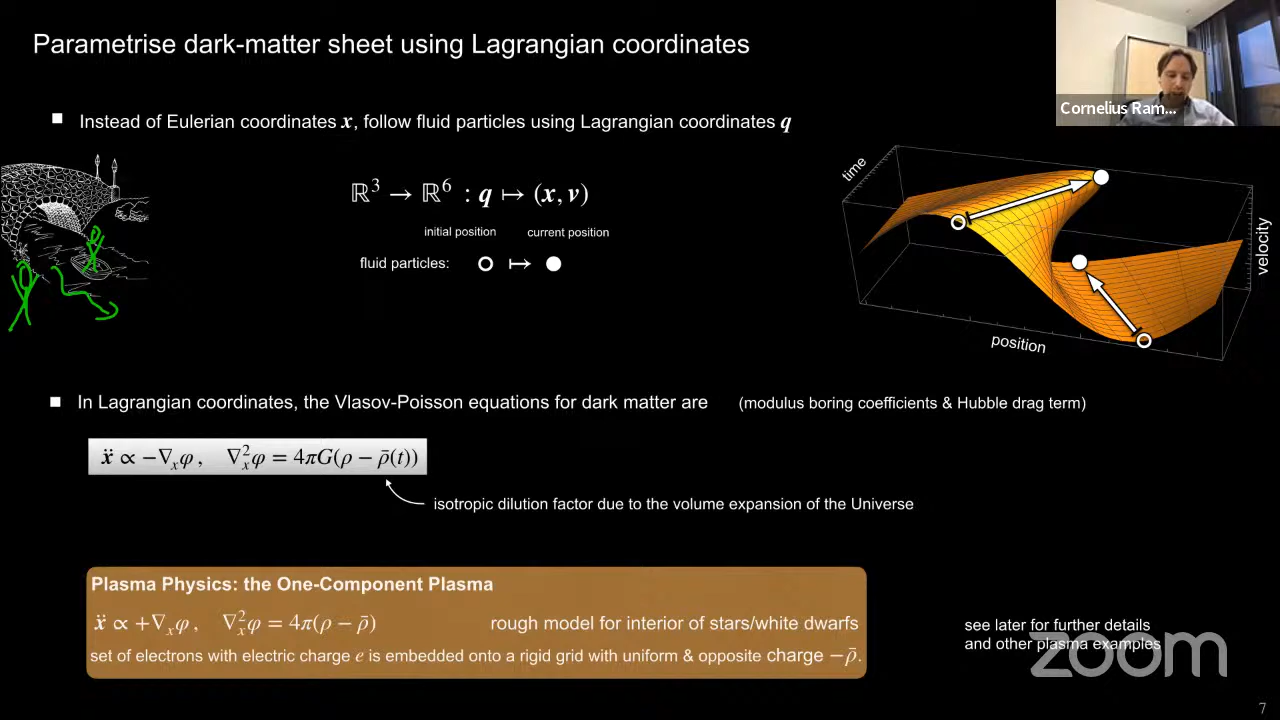 Parametrise dark-matter sheet using Lagrangian coordinates
Cornelius Ram...
■ Instead of Eulerian coordinates x, follow fluid particles using Lagrangian coordinates q
ℝ³ → ℝ⁶ : q ↦ (x, v)
initial position current position
fluid particles: ○ ↦ ●
time
velocity
position
■ In Lagrangian coordinates, the Vlasov-Poisson equations for dark matter are (modulus boring coefficients & Hubble drag term)
ẍ ∝ −∇ₓφ , ∇ₓ²φ = 4πG(ρ − ρ̄(t))
isotropic dilution factor due to the volume expansion of the Universe
Plasma Physics: the One-Component Plasma
ẍ ∝ +∇ₓφ , ∇ₓ²φ = 4π(ρ − ρ̄) rough model for interior of stars/white dwarfs
set of electrons with electric charge e is embedded onto a rigid grid with uniform & opposite charge −ρ̄.
see later for further details
and other plasma examples
zoom
7